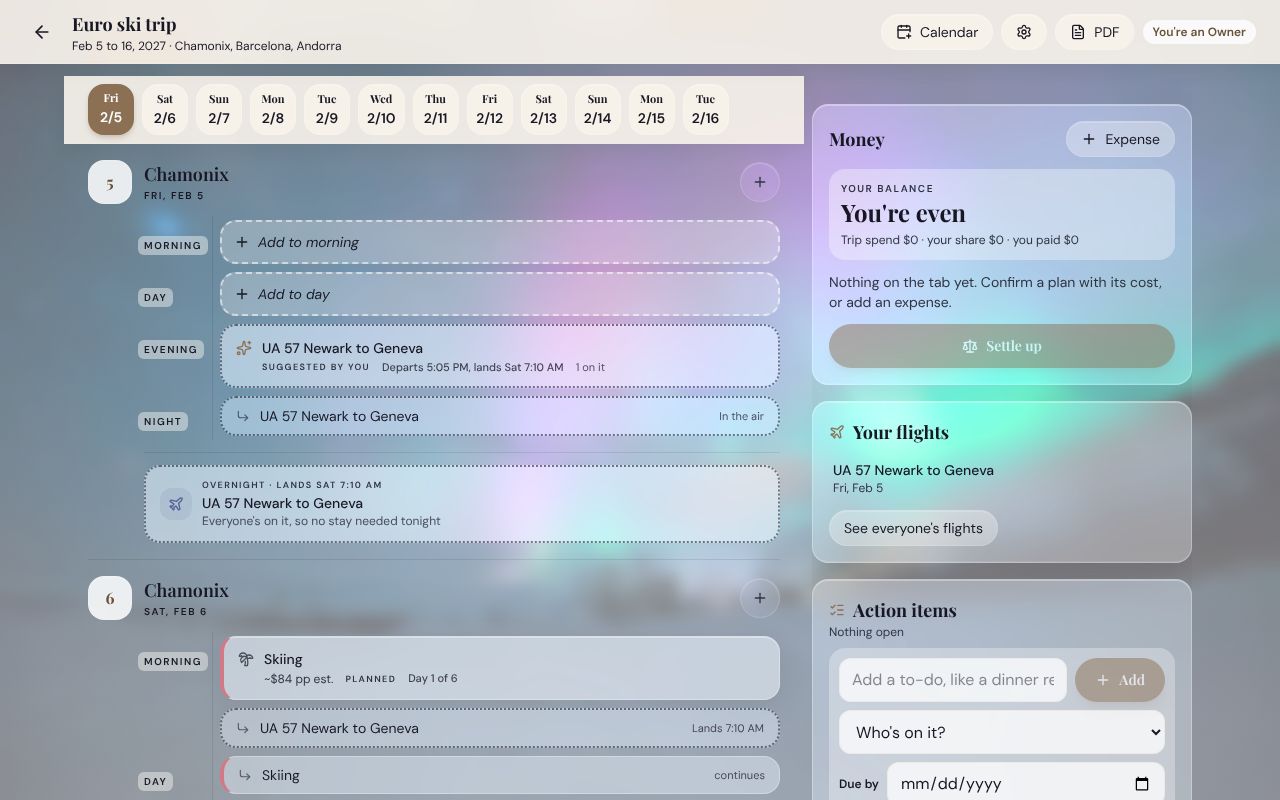 Euro ski trip
Feb 5 to 16, 2027 · Chamonix, Barcelona, Andorra
Calendar
PDF
You're an Owner
Fri 2/5
Sat 2/6
Sun 2/7
Mon 2/8
Tue 2/9
Wed 2/10
Thu 2/11
Fri 2/12
Sat 2/13
Sun 2/14
Mon 2/15
Tue 2/16
5
Chamonix
FRI, FEB 5
MORNING
Add to morning
DAY
Add to day
EVENING
UA 57 Newark to Geneva
SUGGESTED BY YOU Departs 5:05 PM, lands Sat 7:10 AM 1 on it
NIGHT
UA 57 Newark to Geneva
In the air
OVERNIGHT · LANDS SAT 7:10 AM
UA 57 Newark to Geneva
Everyone's on it, so no stay needed tonight
6
Chamonix
SAT, FEB 6
MORNING
Skiing
~$84 pp est. PLANNED Day 1 of 6
UA 57 Newark to Geneva
Lands 7:10 AM
DAY
Skiing
continues
Money
Expense
YOUR BALANCE
You're even
Trip spend $0 · your share $0 · you paid $0
Nothing on the tab yet. Confirm a plan with its cost,
or add an expense.
Settle up
Your flights
UA 57 Newark to Geneva
Fri, Feb 5
See everyone's flights
Action items
Nothing open
Add a to-do, like a dinner re
Add
Who's on it?
Due by
mm/dd/yyyy